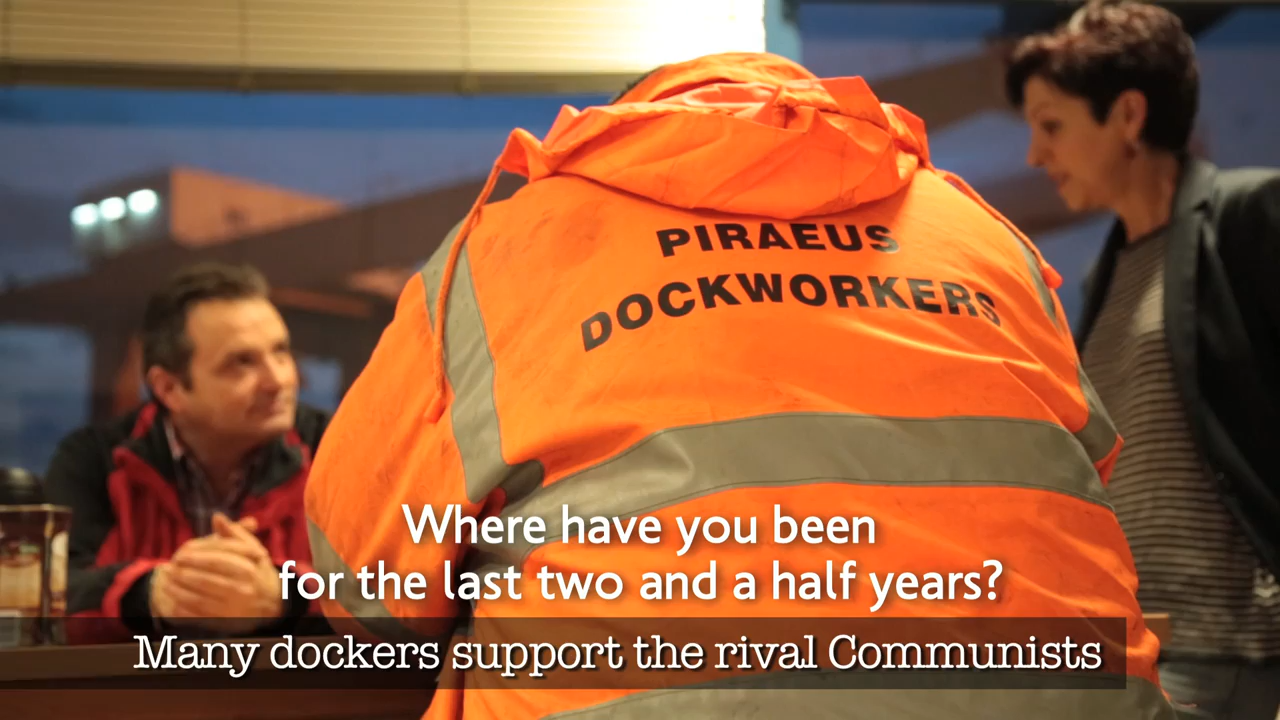 PIRAEUS
DOCKWORKERS
Where have you been
for the last two and a half years?
Many dockers support the rival Communists